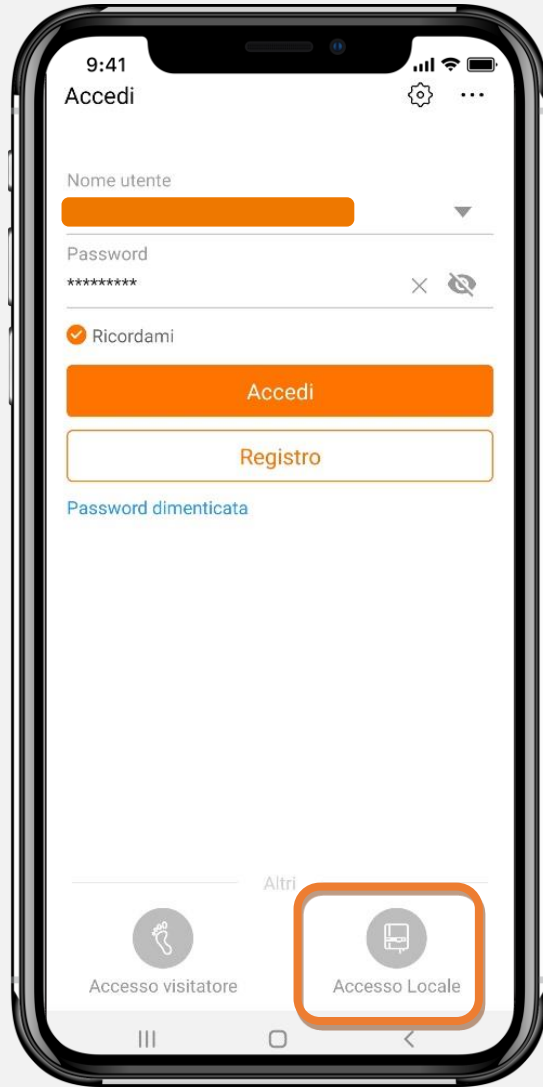 9:41
Accedi
Nome utente
Password
*********
Ricordami
Accedi
Registro
Password dimenticata
Altri
Accesso visitatore
Accesso Locale